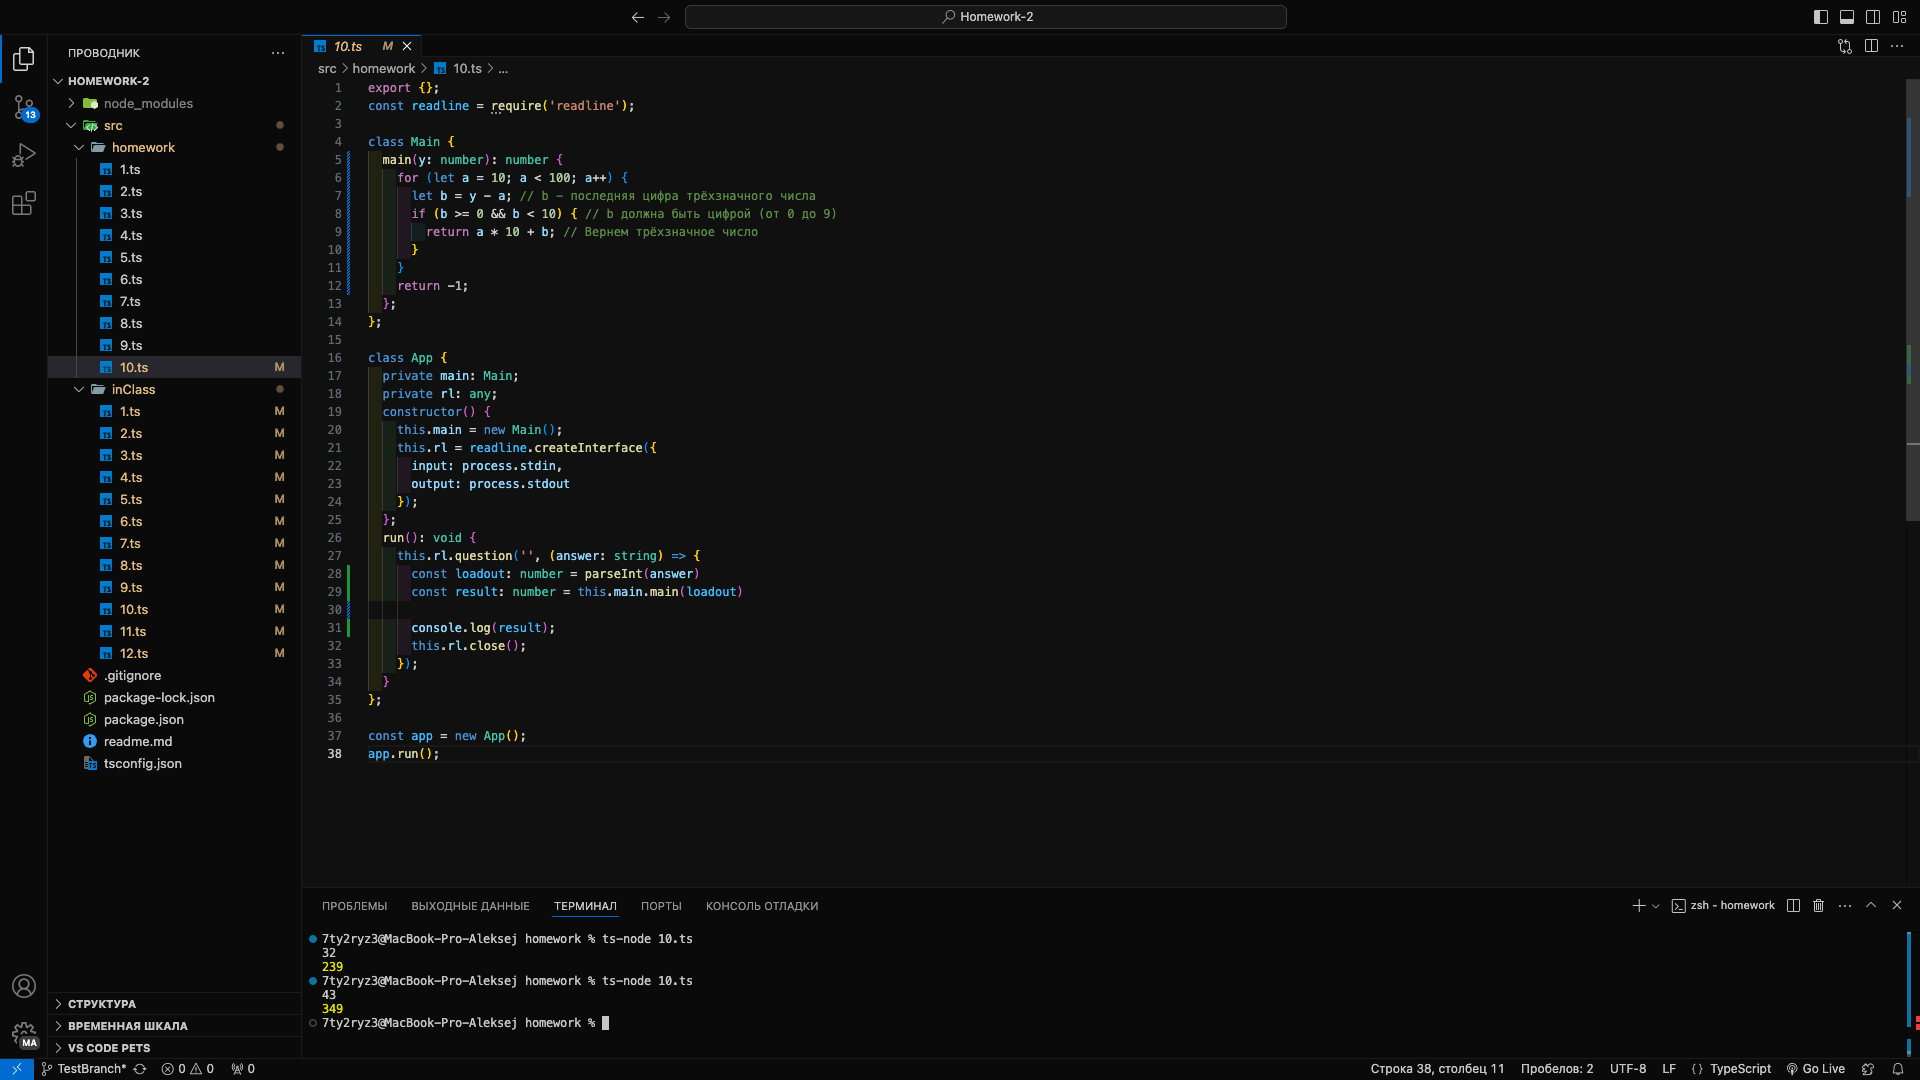 Homework-2
ПРОВОДНИК
HOMEWORK-2
node_modules
src
homework
1.ts
2.ts
3.ts
4.ts
5.ts
6.ts
7.ts
8.ts
9.ts
10.ts M
inClass
1.ts M
2.ts M
3.ts M
4.ts M
5.ts M
6.ts M
7.ts M
8.ts M
9.ts M
10.ts M
11.ts M
12.ts M
.gitignore
package-lock.json
package.json
readme.md
tsconfig.json
СТРУКТУРА
ВРЕМЕННАЯ ШКАЛА
VS CODE PETS
13
MA
TS 10.ts M
src > homework > TS 10.ts > ...
1 export {};
2 const readline = require('readline');
3
4 class Main {
5 main(y: number): number {
6 for (let a = 10; a < 100; a++) {
7 let b = y - a; // b - последняя цифра трёхзначного числа
8 if (b >= 0 && b < 10) { // b должна быть цифрой (от 0 до 9)
9 return a * 10 + b; // Вернем трёхзначное число
10 }
11 }
12 return -1;
13 };
14 };
15
16 class App {
17 private main: Main;
18 private rl: any;
19 constructor() {
20 this.main = new Main();
21 this.rl = readline.createInterface({
22 input: process.stdin,
23 output: process.stdout
24 });
25 };
26 run(): void {
27 this.rl.question('', (answer: string) => {
28 const loadout: number = parseInt(answer)
29 const result: number = this.main.main(loadout)
30
31 console.log(result);
32 this.rl.close();
33 });
34 }
35 };
36
37 const app = new App();
38 app.run();
ПРОБЛЕМЫ ВЫХОДНЫЕ ДАННЫЕ ТЕРМИНАЛ ПОРТЫ КОНСОЛЬ ОТЛАДКИ
zsh - homework
7ty2ryz3@MacBook-Pro-Aleksej homework % ts-node 10.ts
32
239
7ty2ryz3@MacBook-Pro-Aleksej homework % ts-node 10.ts
43
349
7ty2ryz3@MacBook-Pro-Aleksej homework %
TestBranch* 0 0 0 Строка 38, столбец 11 Пробелов: 2 UTF-8 LF {} TypeScript Go Live